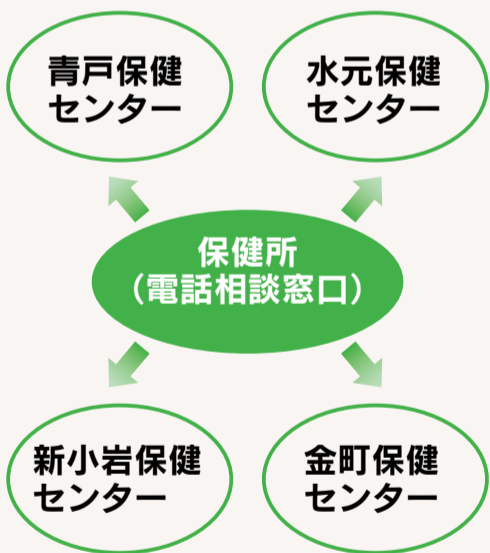 青戸保健
センター
水元保健
センター
保健所
（電話相談窓口）
新小岩保健
センター
金町保健
センター